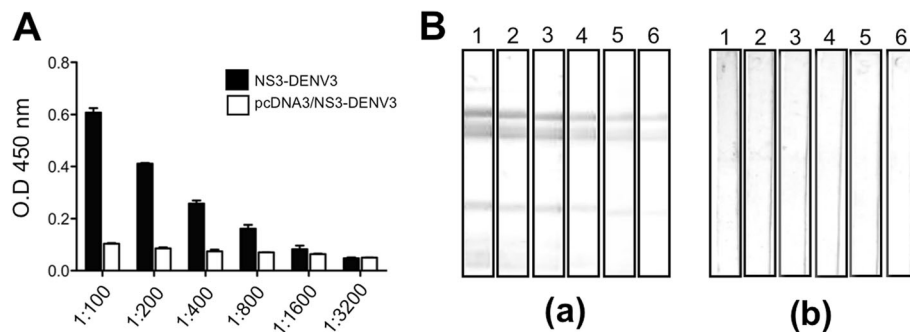 A
O.D 450 nm
0.8
0.6
0.4
0.2
0.0
NS3-DENV3
pcDNA3/NS3-DENV3
1:100
1:200
1:400
1:800
1:1600
1:3200
B
1 2 3 4 5 6
(a)
1 2 3 4 5 6
(b)